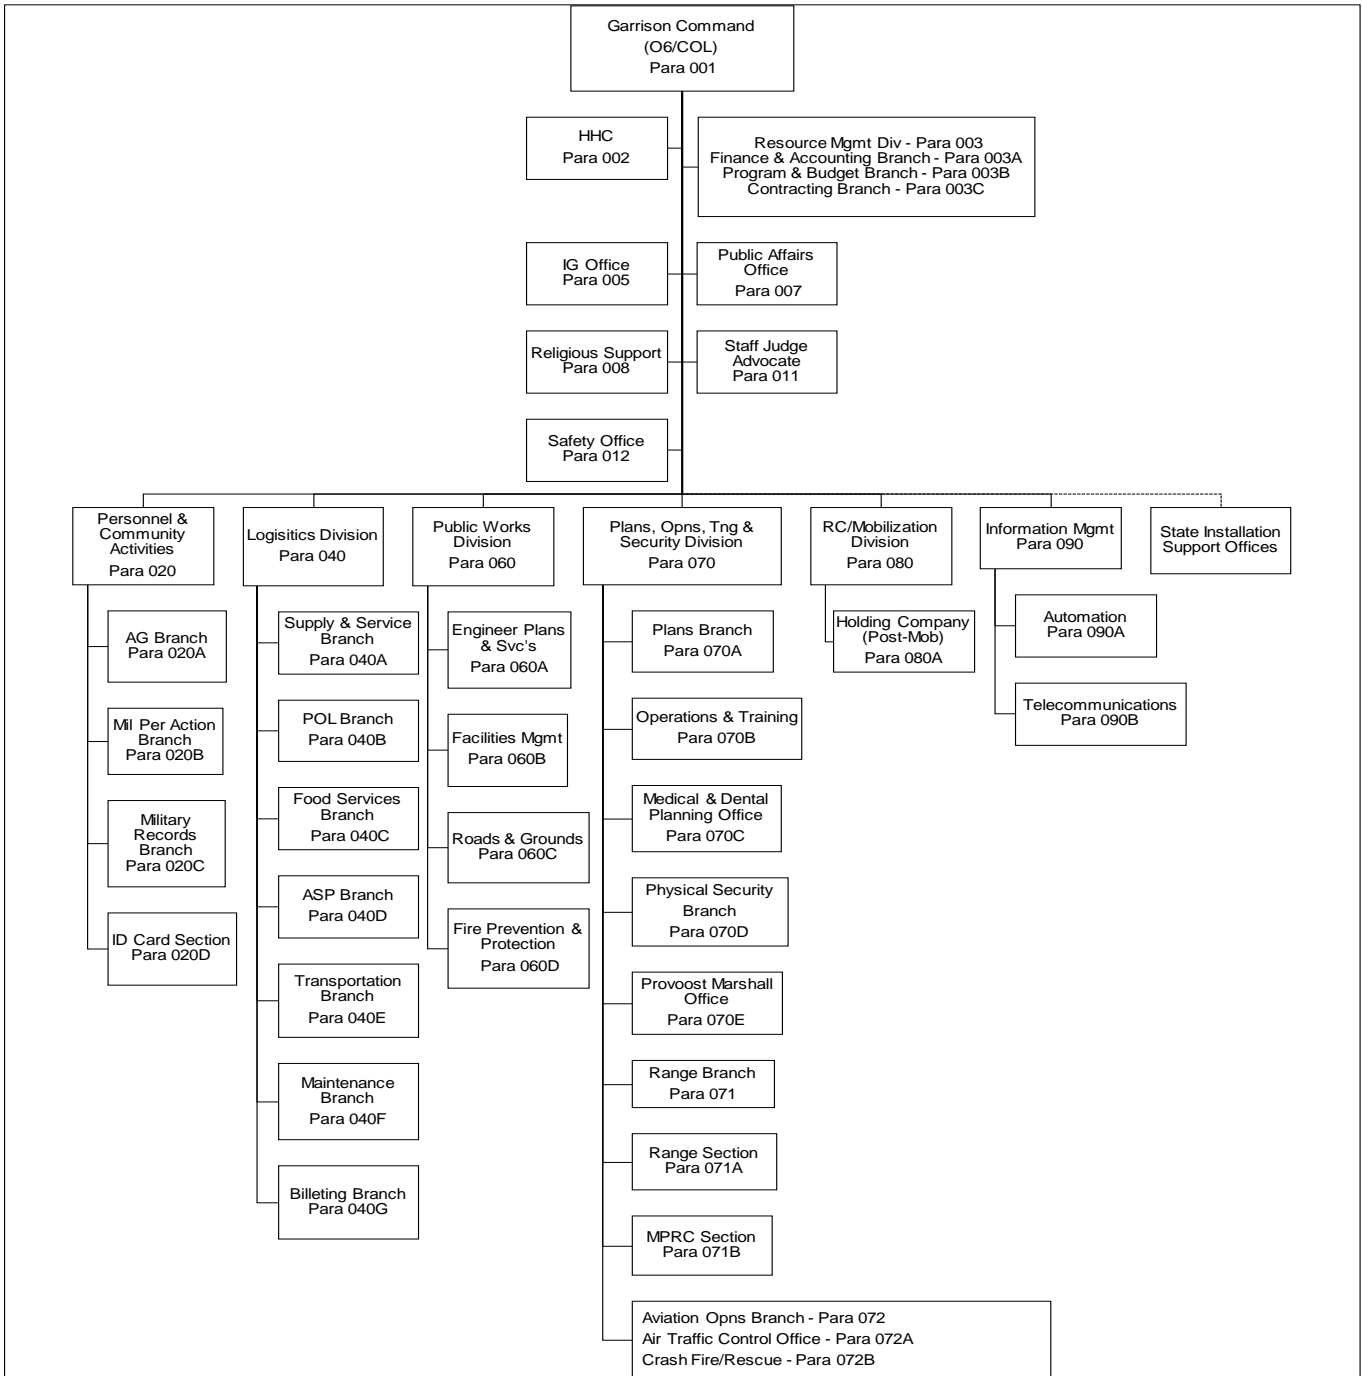 Garrison Command
(O6/COL)
Para 001
HHC
Para 002
Resource Mgmt Div - Para 003
Finance & Accounting Branch - Para 003A
Program & Budget Branch - Para 003B
Contracting Branch - Para 003C
IG Office
Para 005
Public Affairs
Office
Para 007
Religious Support
Para 008
Staff Judge
Advocate
Para 011
Safety Office
Para 012
Personnel &
Community
Activities
Para 020
Logisitics Division
Para 040
Public Works
Division
Para 060
Plans, Opns, Tng &
Security Division
Para 070
RC/Mobilization
Division
Para 080
Information Mgmt
Para 090
State Installation
Support Offices
AG Branch
Para 020A
Mil Per Action
Branch
Para 020B
Military
Records
Branch
Para 020C
ID Card Section
Para 020D
Supply & Service
Branch
Para 040A
POL Branch
Para 040B
Food Services
Branch
Para 040C
ASP Branch
Para 040D
Transportation
Branch
Para 040E
Maintenance
Branch
Para 040F
Billeting Branch
Para 040G
Engineer Plans
& Svc's
Para 060A
Facilities Mgmt
Para 060B
Roads & Grounds
Para 060C
Fire Prevention &
Protection
Para 060D
Plans Branch
Para 070A
Operations & Training
Para 070B
Medical & Dental
Planning Office
Para 070C
Physical Security
Branch
Para 070D
Provoost Marshall
Office
Para 070E
Range Branch
Para 071
Range Section
Para 071A
MPRC Section
Para 071B
Aviation Opns Branch - Para 072
Air Traffic Control Office - Para 072A
Crash Fire/Rescue - Para 072B
Holding Company
(Post-Mob)
Para 080A
Automation
Para 090A
Telecommunications
Para 090B